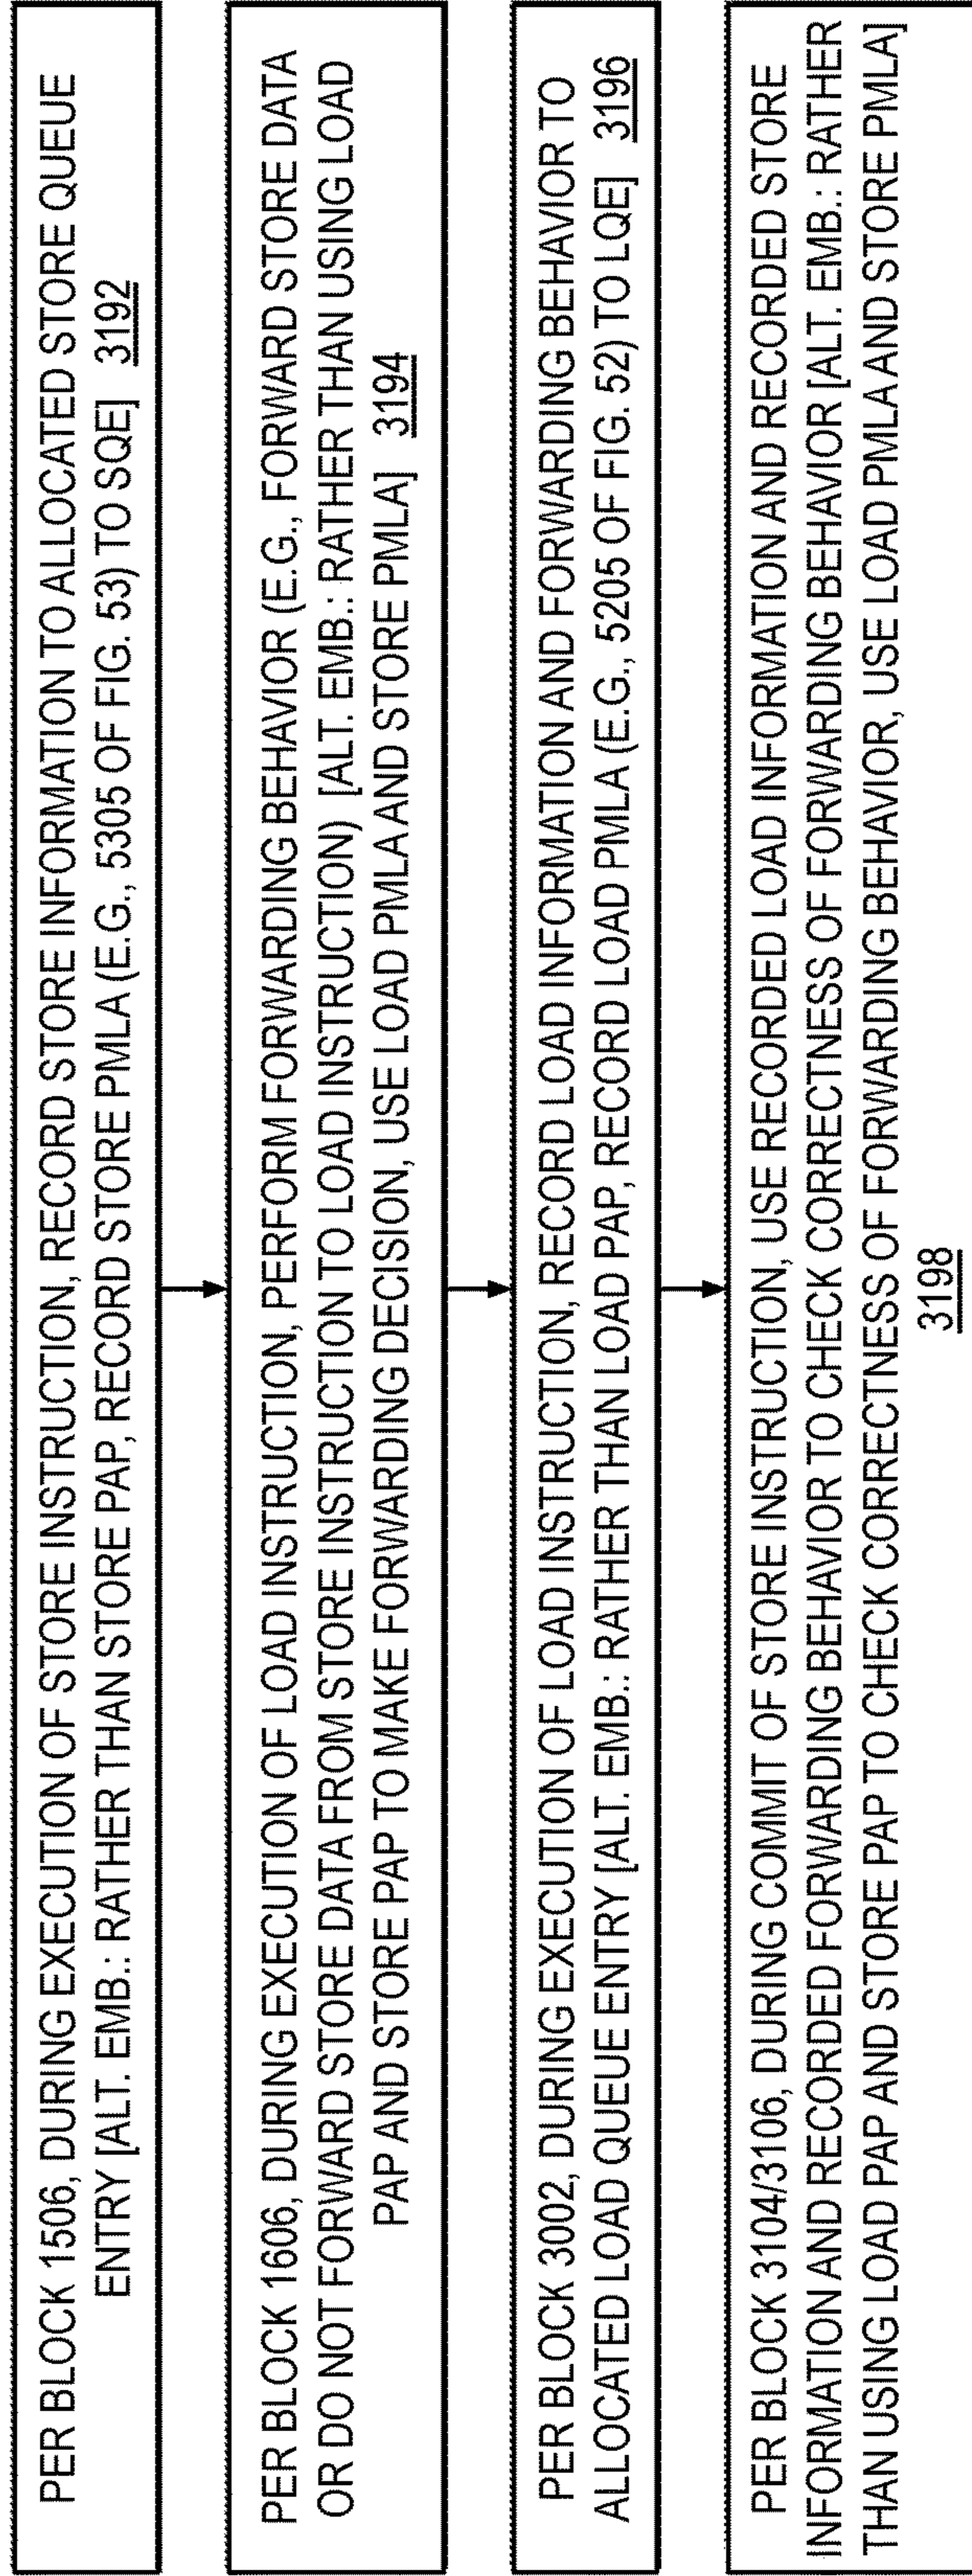 PER BLOCK 1506, DURING EXECUTION OF STORE INSTRUCTION, RECORD STORE INFORMATION TO ALLOCATED STORE QUEUE
ENTRY [ALT. EMB.: RATHER THAN STORE PAP, RECORD STORE PMLA (E.G., 5305 OF FIG. 53) TO SQE] 3192
PER BLOCK 1606, DURING EXECUTION OF LOAD INSTRUCTION, PERFORM FORWARDING BEHAVIOR (E.G., FORWARD STORE DATA
OR DO NOT FORWARD STORE DATA FROM STORE INSTRUCTION TO LOAD INSTRUCTION) [ALT. EMB.: RATHER THAN USING LOAD
PAP AND STORE PAP TO MAKE FORWARDING DECISION, USE LOAD PMLA AND STORE PMLA] 3194
PER BLOCK 3002, DURING EXECUTION OF LOAD INSTRUCTION, RECORD LOAD INFORMATION AND FORWARDING BEHAVIOR TO
ALLOCATED LOAD QUEUE ENTRY [ALT. EMB: RATHER THAN LOAD PAP, RECORD LOAD PMLA (E.G., 5205 OF FIG. 52) TO LQE] 3196
PER BLOCK 3104/3106, DURING COMMIT OF STORE INSTRUCTION, USE RECORDED LOAD INFORMATION AND RECORDED STORE
INFORMATION AND RECORDED FORWARDING BEHAVIOR TO CHECK CORRECTNESS OF FORWARDING BEHAVIOR [ALT. EMB.: RATHER
THAN USING LOAD PAP AND STORE PAP TO CHECK CORRECTNESS OF FORWARDING BEHAVIOR, USE LOAD PMLA AND STORE PMLA]
3198